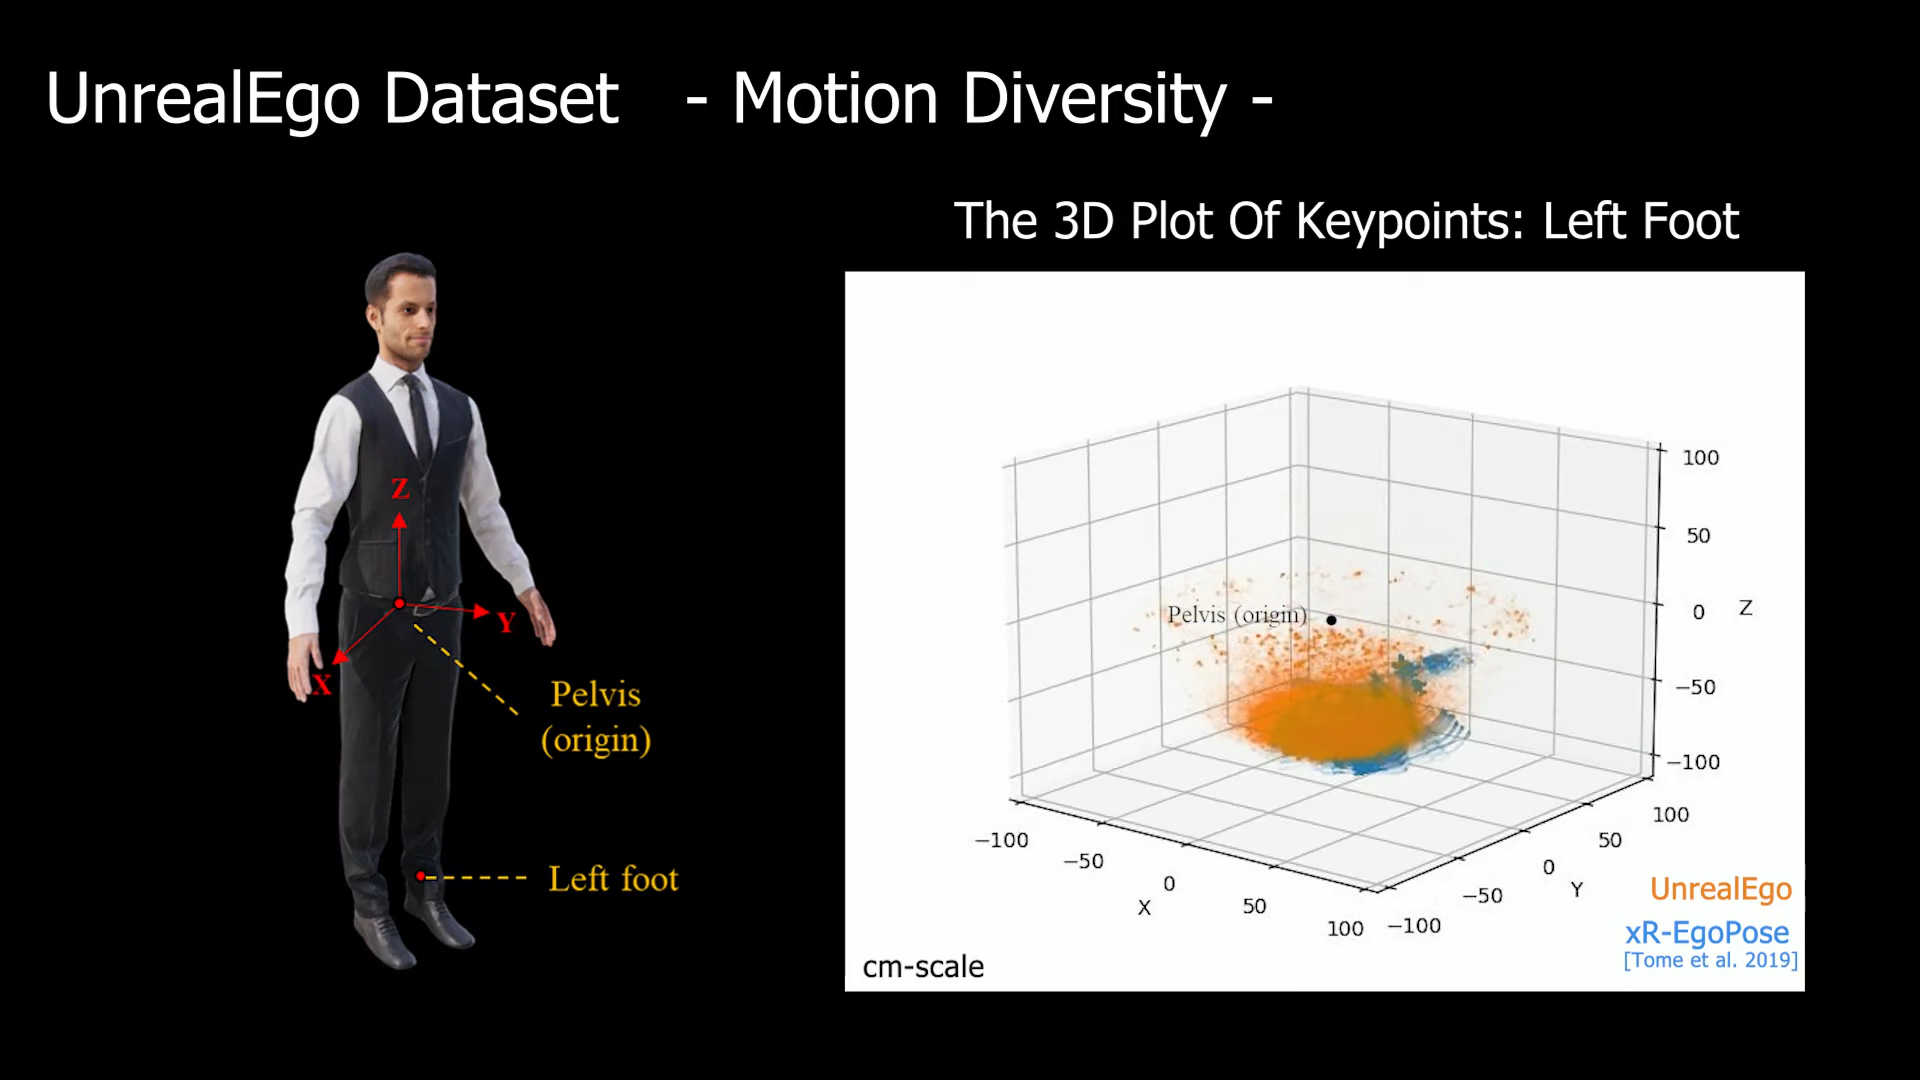 UnrealEgo Dataset - Motion Diversity -
The 3D Plot Of Keypoints: Left Foot
Z
Y
X
Pelvis
(origin)
Left foot
Pelvis (origin)
100
50
0
Z
−50
−100
−100
−50
0
X
50
100
−100
−50
0
Y
50
100
UnrealEgo
xR-EgoPose
[Tome et al. 2019]
cm-scale